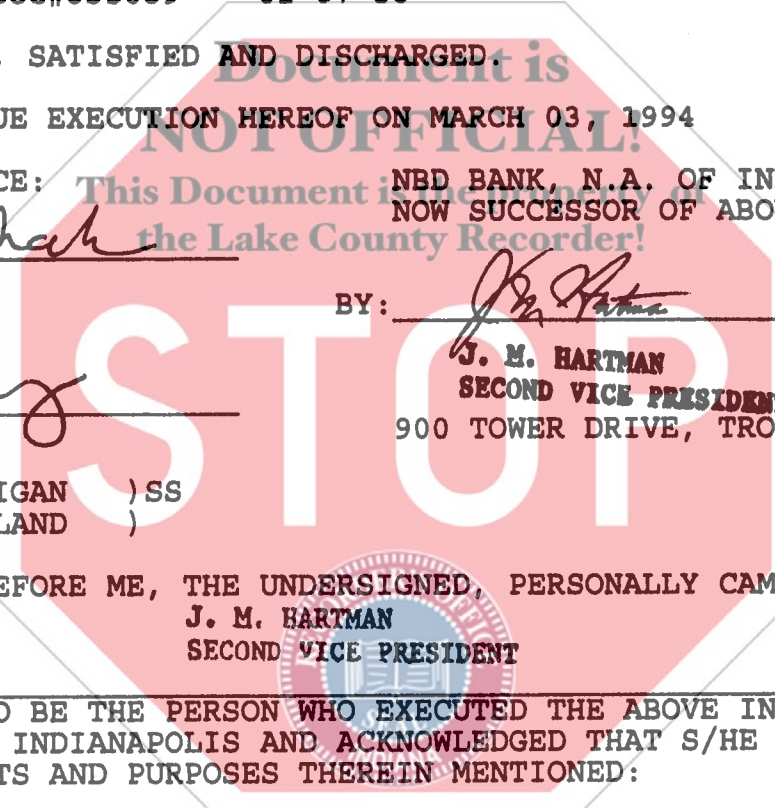 SATISFIED AND DISCHARGED.
Document is
UE EXECUTION HEREOF ON MARCH 03, 1994
NOT OFFICIAL!
CE:
NBD BANK, N.A. OF IN
This Document is the property of
NOW SUCCESSOR OF ABO
the Lake County Recorder!
BY:
J. M. HARTMAN
SECOND VICE PRESIDENT
900 TOWER DRIVE, TRO
STOP
IGAN )SS
LAND )
EFORE ME, THE UNDERSIGNED, PERSONALLY CAM
J. M. HARTMAN
SECOND VICE PRESIDENT
O BE THE PERSON WHO EXECUTED THE ABOVE IN
INDIANAPOLIS AND ACKNOWLEDGED THAT S/HE
TS AND PURPOSES THEREIN MENTIONED:
SEAL
INDIANA